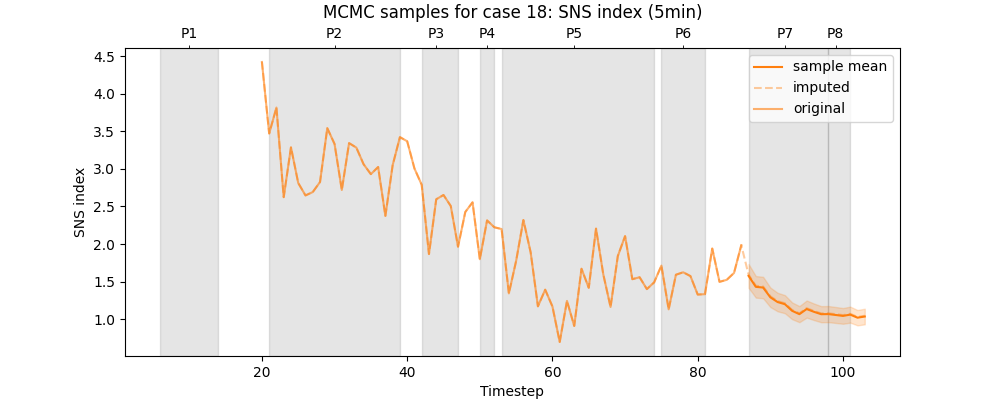 MCMC samples for case 18: SNS index (5min)
P1 P2 P3 P4 P5 P6 P7 P8
4.5
4.0
3.5
3.0
2.5
2.0
1.5
1.0
SNS index
sample mean
imputed
original
20 40 60 80 100
Timestep